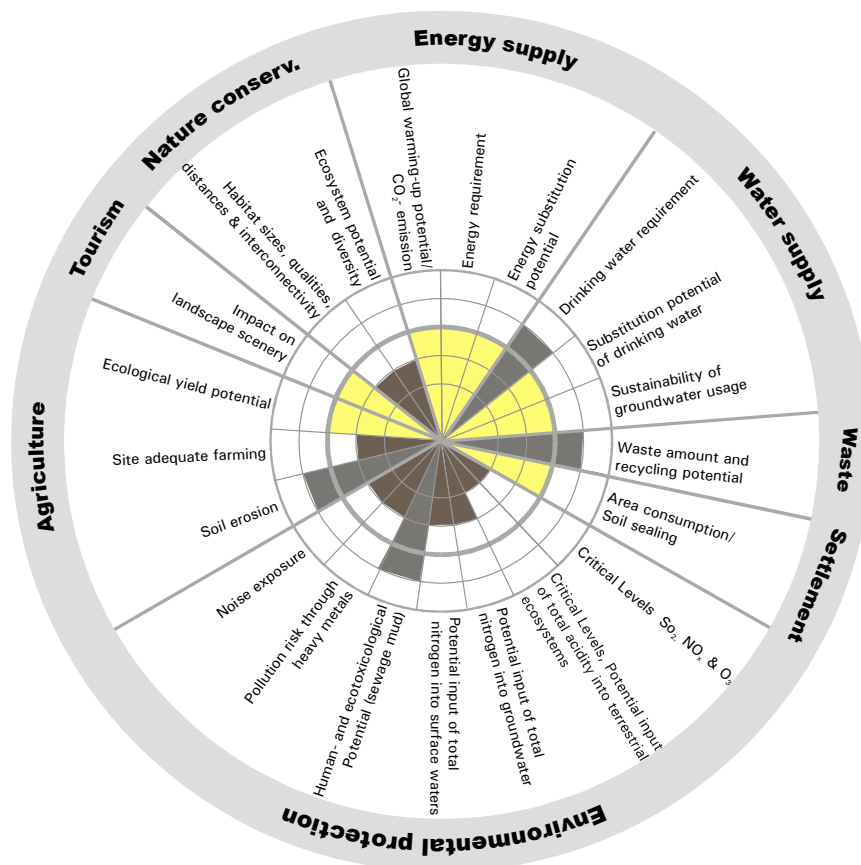 Energy supply
Global warming-up potential/
CO2- emission
Energy requirement
Energy substitution
potential
Water supply
Drinking water requirement
Substitution potential
of drinking water
Sustainability of
groundwater usage
Waste
Waste amount and
recycling potential
Settlement
Area consumption/
Soil sealing
Environmental protection
Critical Levels So2, NOx & O3
Critical Levels, Potential input
of total acidity into terrestrial
ecosystems
Potential input of total
nitrogen into groundwater
Potential input of total
nitrogen into surface waters
Human- and ecotoxicological
Potential (sewage mud)
Pollution risk through
heavy metals
Noise exposure
Agriculture
Soil erosion
Site adequate farming
Ecological yield potential
Tourism
Impact on
landscape scenery
Nature conserv.
Habitat sizes, qualities,
distances & interconnectivity
Ecosystem potential
and diversity